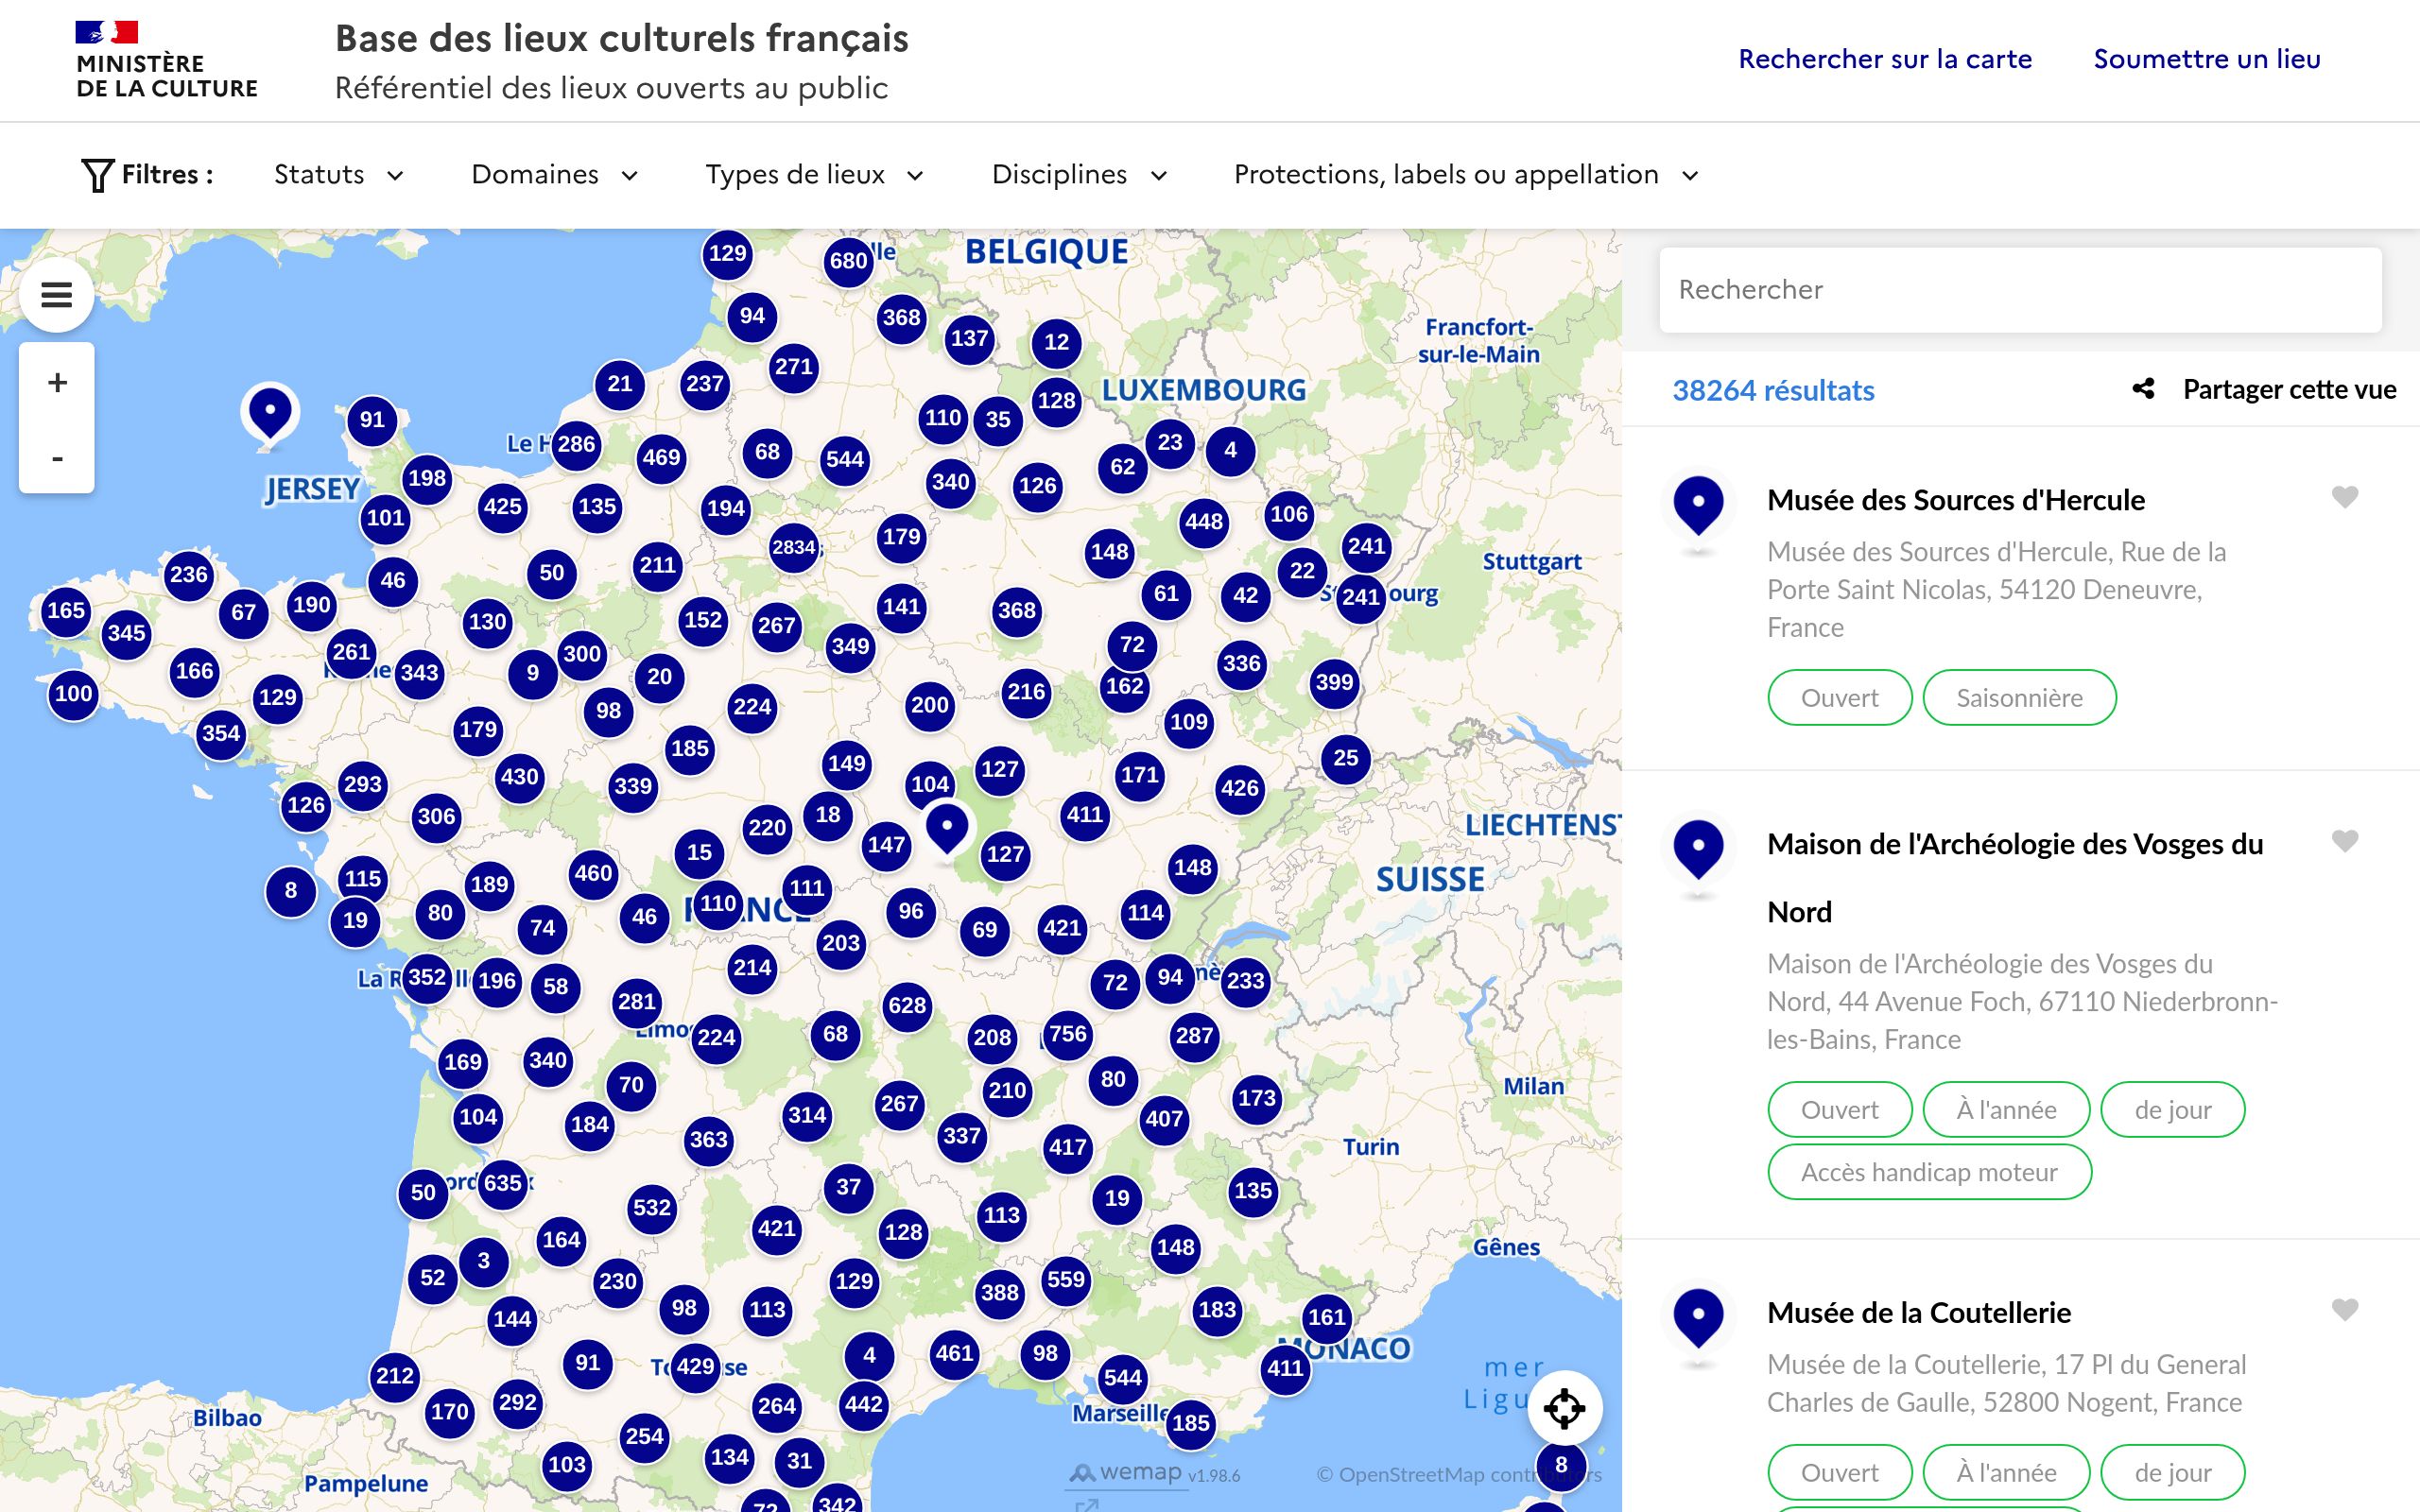 MINISTÈRE
DE LA CULTURE
Base des lieux culturels français
Référentiel des lieux ouverts au public
Rechercher sur la carte
Soumettre un lieu
Filtres :
Statuts
Domaines
Types de lieux
Disciplines
Protections, labels ou appellation
129
680
BELGIQUE
94
368
137
12
Francfort-
sur-le-Main
+
-
21
237
271
LUXEMBOURG
91
110
35
128
Le H
286
469
68
544
23
4
62
JERSEY
198
340
126
101
425
135
194
448
106
2834
179
148
241
Stuttgart
236
46
50
211
22
165
67
190
141
368
61
42
241
ourg
345
130
152
267
349
72
261
300
166
343
9
20
336
100
129
98
224
200
216
162
399
354
179
185
109
149
25
293
430
339
104
127
171
426
126
306
220
18
411
LIECHTENST
15
147
127
8
115
189
460
111
148
SUISSE
19
80
74
46
110
96
69
421
114
203
La R
352
196
58
214
72
94
233
281
628
Limo
224
68
208
756
287
169
340
70
80
Milan
104
184
314
267
210
173
363
337
407
417
Turin
50
635
532
37
19
135
164
421
128
113
148
Gênes
52
3
230
129
388
559
144
98
113
183
161
MONACO
91
429
4
461
98
411
mer
212
544
Ligu
Bilbao
170
292
264
442
Marseille
185
254
103
134
31
8
Pampelune
72
342
wemap v1.98.6
© OpenStreetMap contributors
Rechercher
38264 résultats
Partager cette vue
Musée des Sources d'Hercule
Musée des Sources d'Hercule, Rue de la
Porte Saint Nicolas, 54120 Deneuvre,
France
Ouvert
Saisonnière
Maison de l'Archéologie des Vosges du
Nord
Maison de l'Archéologie des Vosges du
Nord, 44 Avenue Foch, 67110 Niederbronn-
les-Bains, France
Ouvert
À l'année
de jour
Accès handicap moteur
Musée de la Coutellerie
Musée de la Coutellerie, 17 Pl du General
Charles de Gaulle, 52800 Nogent, France
Ouvert
À l'année
de jour